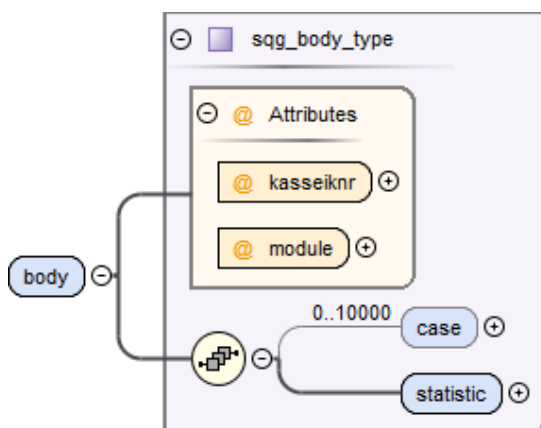 sqg_body_type
@ Attributes
@ kasseiknr
@ module
body
0..10000
case
statistic